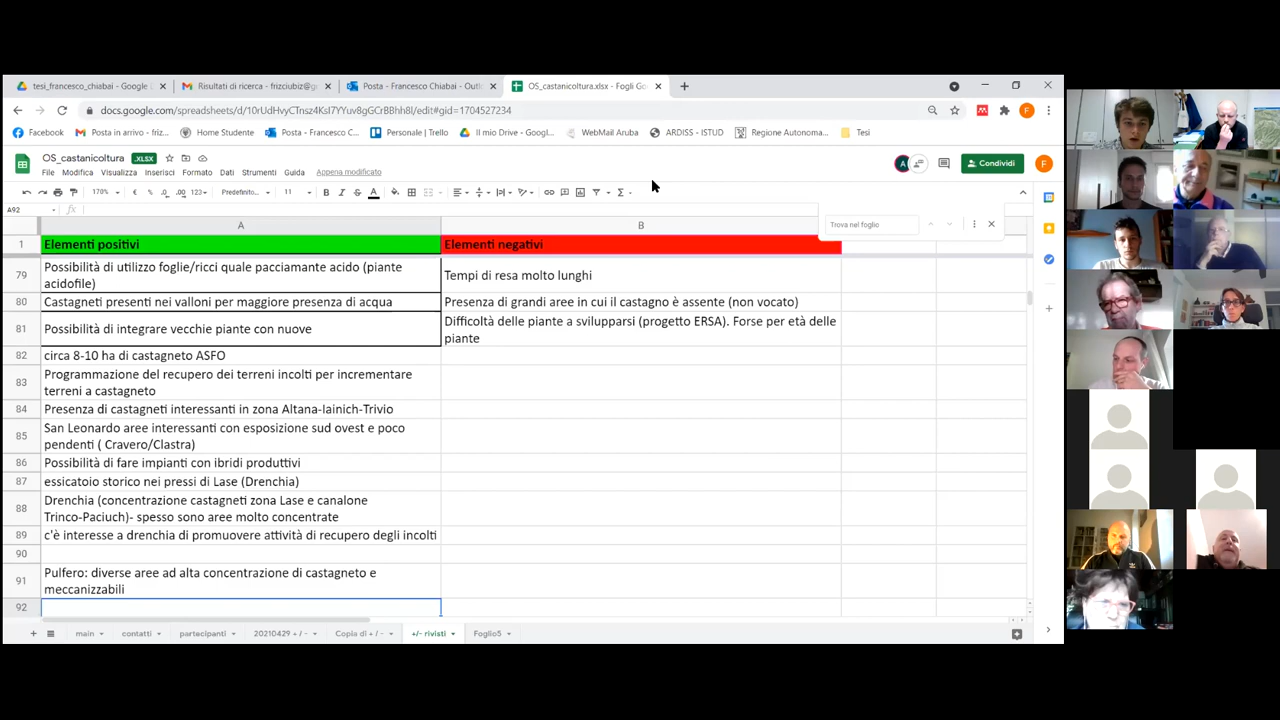 tesi_francesco_chiabai - Google
Risultati di ricerca - frizciubiz@g
Posta - Francesco Chiabai - Outl
OS_castanicoltura.xlsx - Fogli Go
docs.google.com/spreadsheets/d/10rUdHvyCTnsz4KsI7YYuv8gGCrBBhh8l/edit#gid=1704527234
Facebook
Posta in arrivo - friz...
Home Studente
Posta - Francesco C...
Personale | Trello
Il mio Drive - Googl...
WebMail Aruba
ARDISS - ISTUD
Regione Autonoma...
Tesi
OS_castanicoltura .XLSX
File Modifica Visualizza Inserisci Formato Dati Strumenti Guida Appena modificato
A
Condividi
F
170% € % .0 .00 123 Predefinito... 11 B I S A
A92 fx
Trova nel foglio
A B
1 Elementi positivi Elementi negativi
79 Possibilità di utilizzo foglie/ricci quale pacciamante acido (piante
acidofile)
Tempi di resa molto lunghi
80 Castagneti presenti nei valloni per maggiore presenza di acqua
Presenza di grandi aree in cui il castagno è assente (non vocato)
81 Possibilità di integrare vecchie piante con nuove
Difficoltà delle piante a svilupparsi (progetto ERSA). Forse per età delle
piante
82 circa 8-10 ha di castagneto ASFO
83 Programmazione del recupero dei terreni incolti per incrementare
terreni a castagneto
84 Presenza di castagneti interessanti in zona Altana-Iainich-Trivio
85 San Leonardo aree interessanti con esposizione sud ovest e poco
pendenti ( Cravero/Clastra)
86 Possibilità di fare impianti con ibridi produttivi
87 essicatoio storico nei pressi di Lase (Drenchia)
88 Drenchia (concentrazione castagneti zona Lase e canalone
Trinco-Paciuch)- spesso sono aree molto concentrate
89 c'è interesse a drenchia di promuovere attività di recupero degli incolti
90
91 Pulfero: diverse aree ad alta concentrazione di castagneto e
meccanizzabili
92
main contatti partecipanti 20210429 + / - Copia di + / - +/- rivisti Foglio5